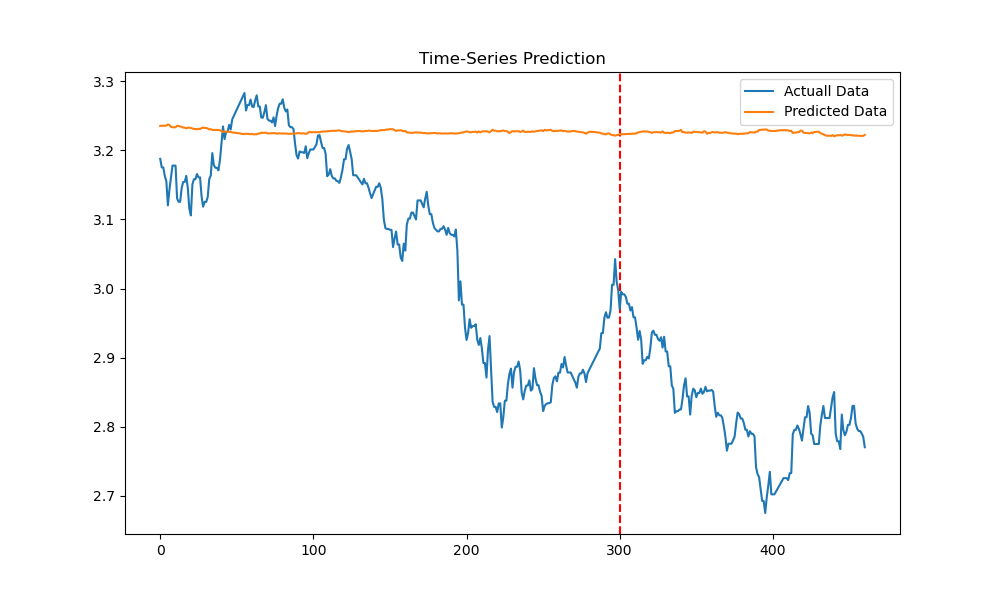 Time-Series Prediction
Actuall Data
Predicted Data
3.3
3.2
3.1
3.0
2.9
2.8
2.7
0 100 200 300 400